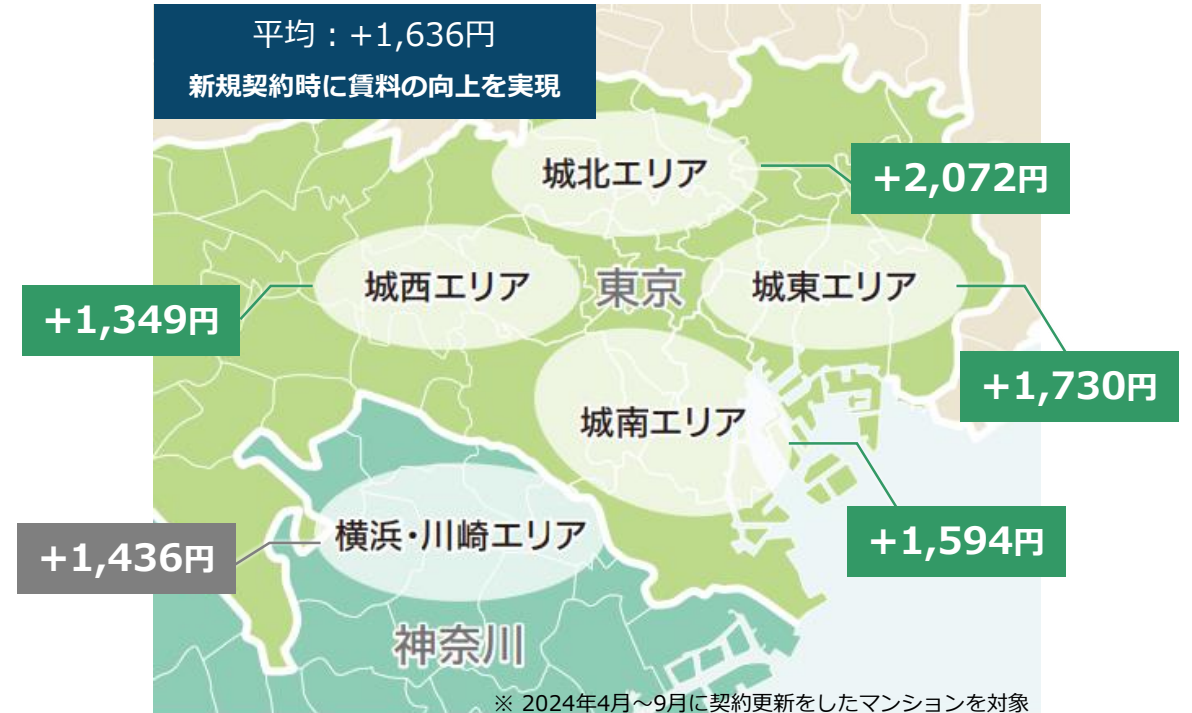 平均：+1,636円
新規契約時に賃料の向上を実現
城北エリア
+2,072円
城西エリア
東京
城東エリア
+1,349円
+1,730円
城南エリア
横浜・川崎エリア
+1,594円
+1,436円
神奈川
※ 2024年4月～9月に契約更新をしたマンションを対象